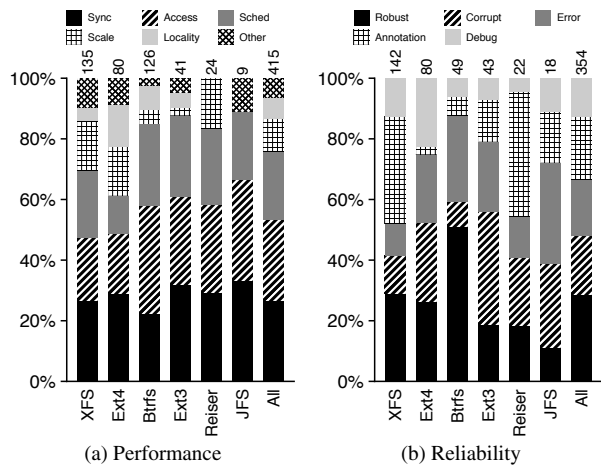 Sync Access Sched
Scale Locality Other
135 80 126 41 24 9 415
100%
80%
60%
40%
20%
0%
XFS Ext4 Btrfs Ext3 Reiser JFS All
(a) Performance
Robust Corrupt Error
Annotation Debug
142 80 49 43 22 18 354
100%
80%
60%
40%
20%
0%
XFS Ext4 Btrfs Ext3 Reiser JFS All
(b) Reliability